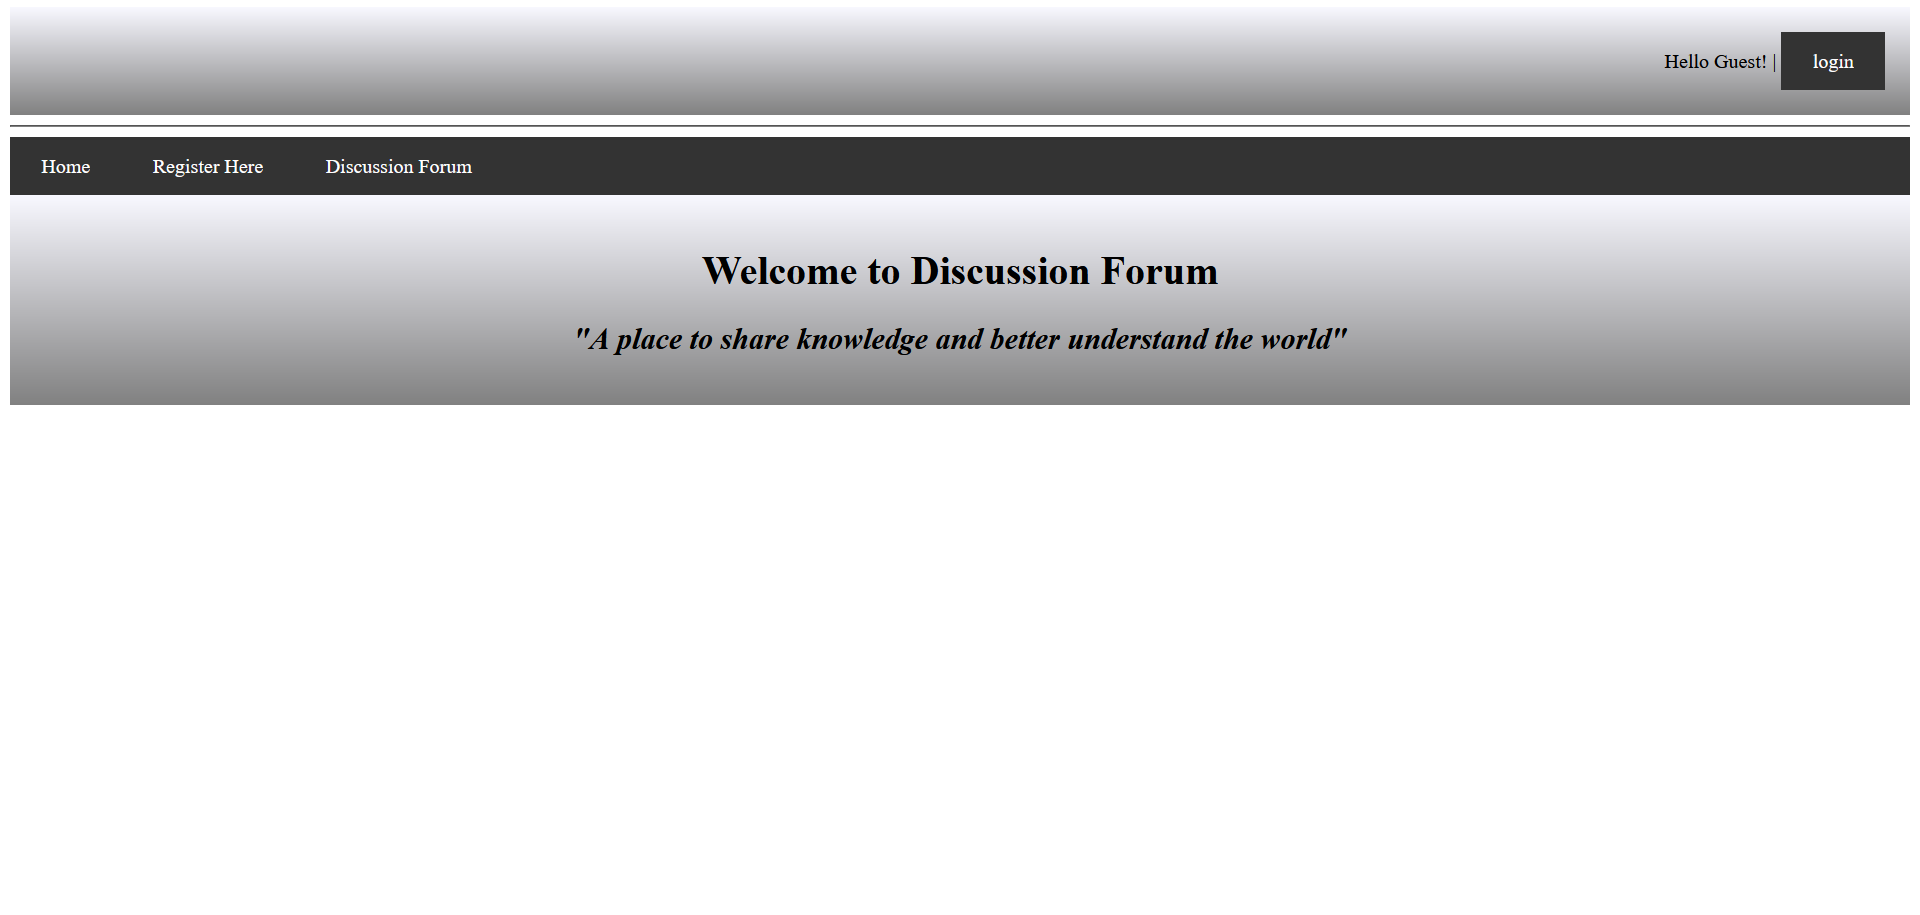 Hello Guest! | login
Home Register Here Discussion Forum
Welcome to Discussion Forum
"A place to share knowledge and better understand the world"